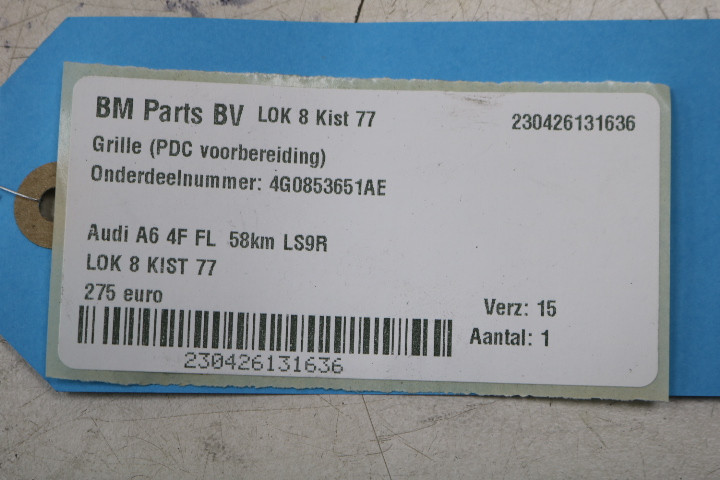 BM Parts BV LOK 8 Kist 77 230426131636
Grille (PDC voorbereiding)
Onderdeelnummer: 4G0853651AE
Audi A6 4F FL 58km LS9R
LOK 8 KIST 77
275 euro
Verz: 15
Aantal: 1
230426131636